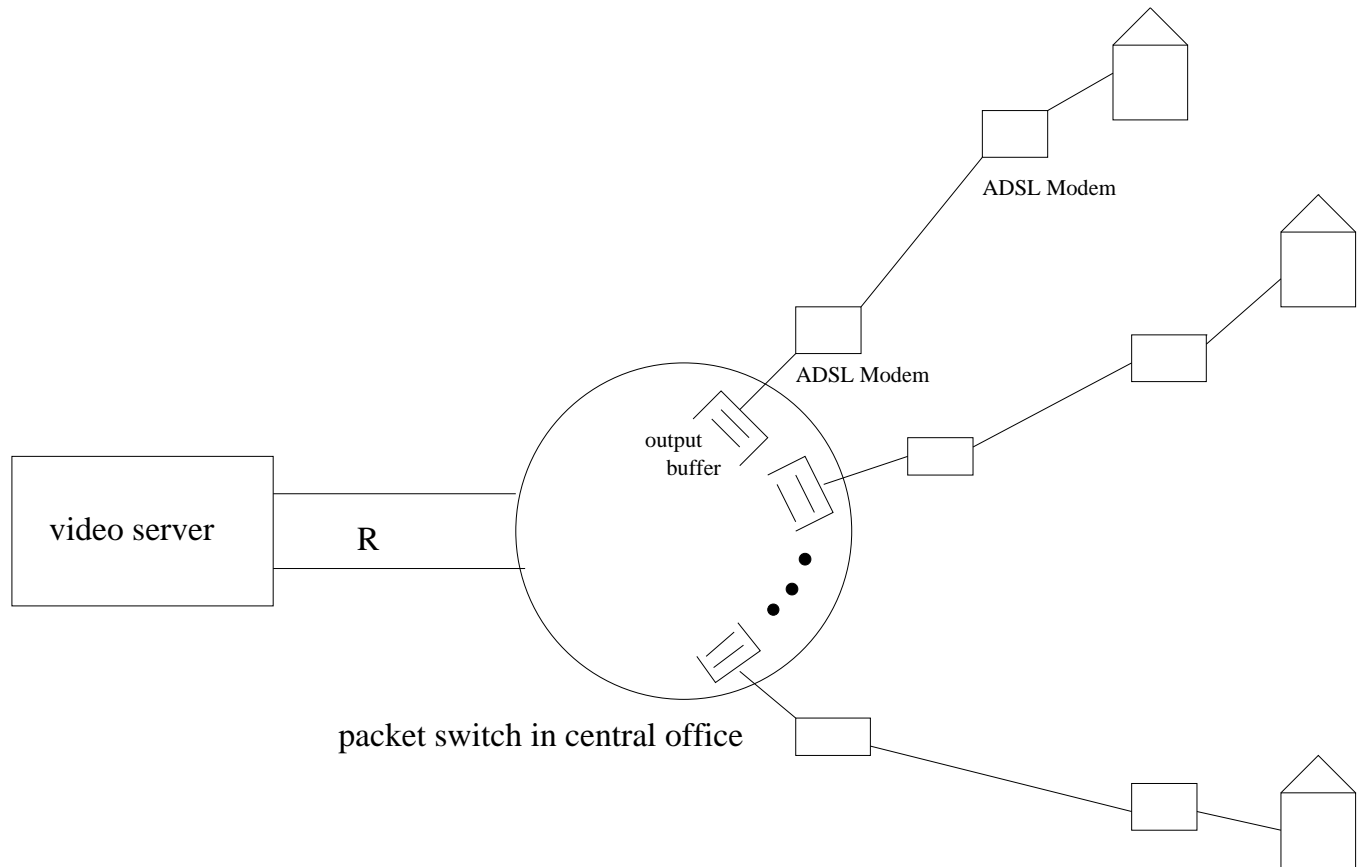 ADSL Modem
ADSL Modem
output
buffer
video server
R
packet switch in central office